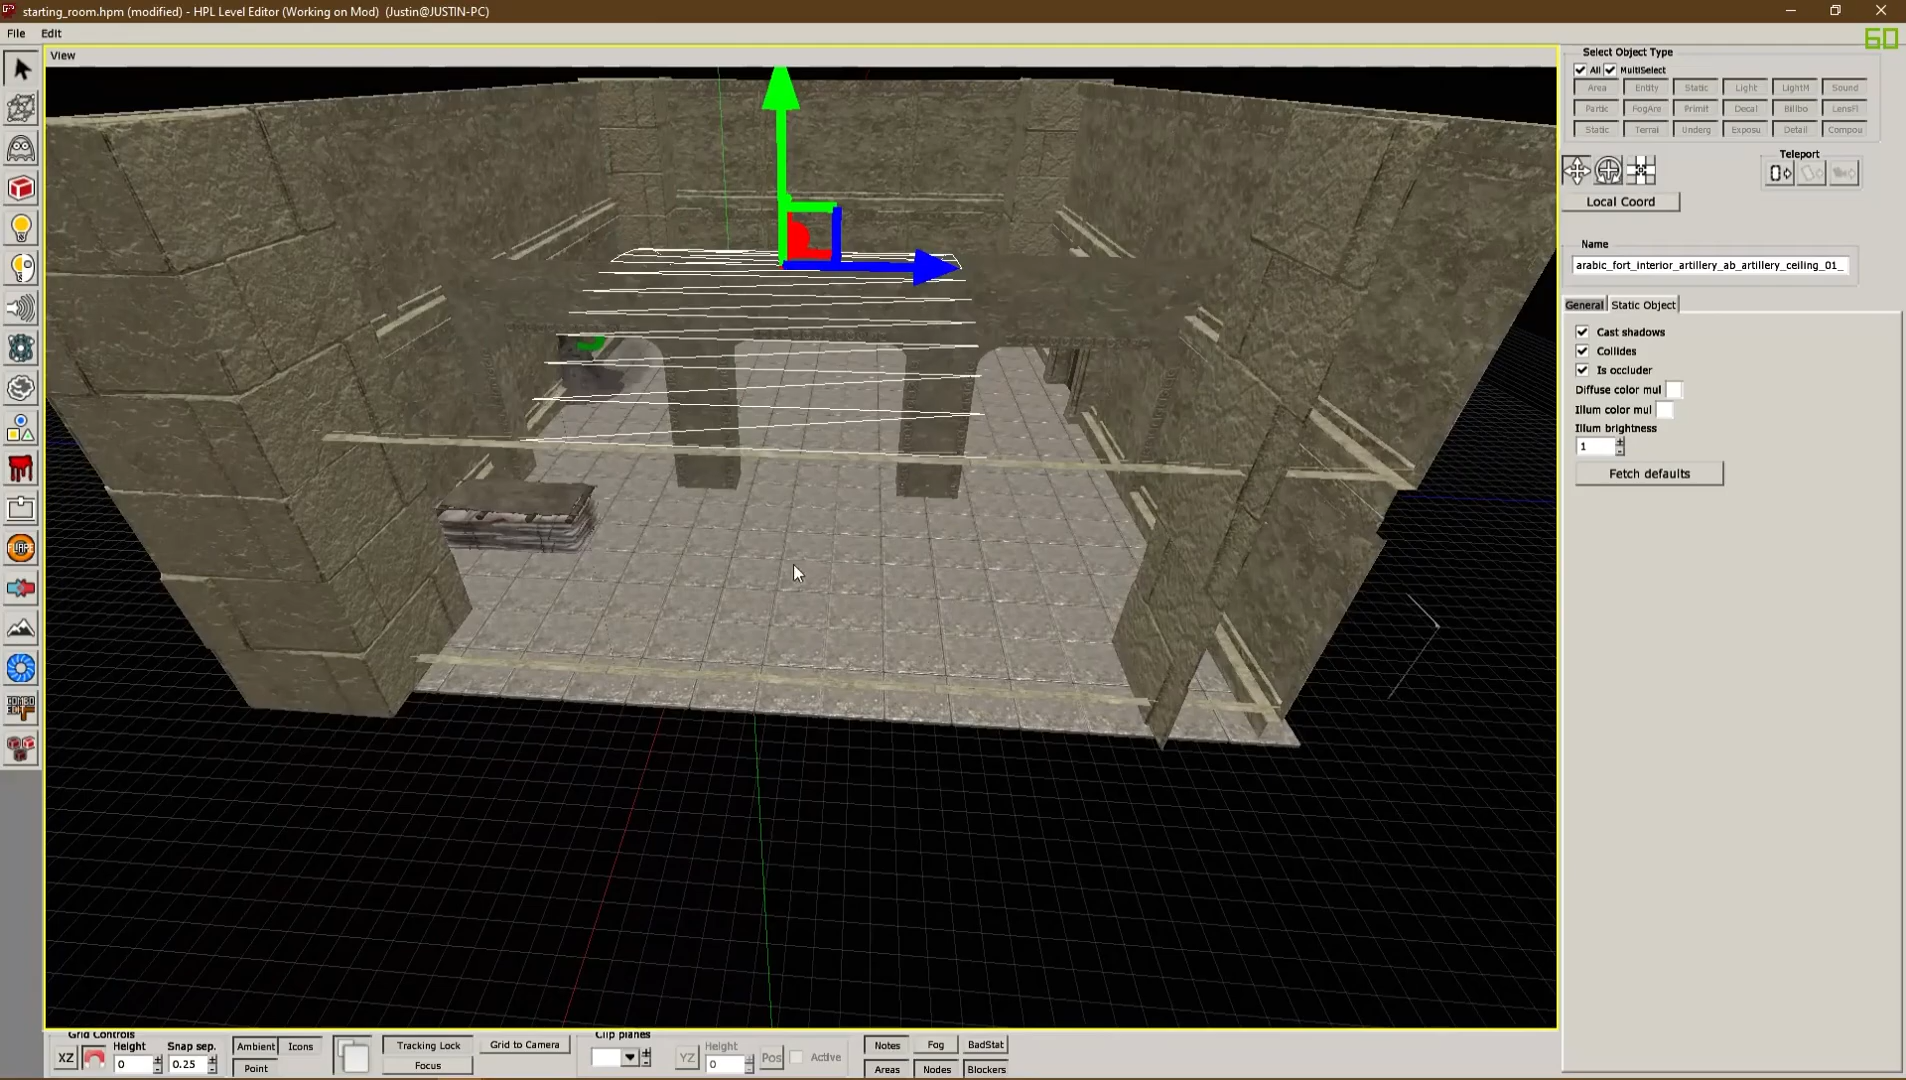 starting_room.hpm (modified) - HPL Level Editor (Working on Mod)  (Justin@JUSTIN-PC)
File Edit
60
View
Select Object Type
All MultiSelect
Area Entity Static Light LightM Sound
Partic FogAre Primit Decal Billbo LensFl
Static Terrai Underg Exposu Detail Compou
Teleport
Local Coord
Name
arabic_fort_interior_artillery_ab_artillery_ceiling_01_
General Static Object
Cast shadows
Collides
Is occluder
Diffuse color mul
Illum color mul
Illum brightness
1
Fetch defaults
FLARE
COMBO
Grid Controls
XZ Height 0 Snap sep. 0.25
Ambient Icons
Point
Tracking Lock
Focus
Grid to Camera
Clip planes
YZ Height 0 Pos Active
Notes Fog BadStat
Areas Nodes Blockers